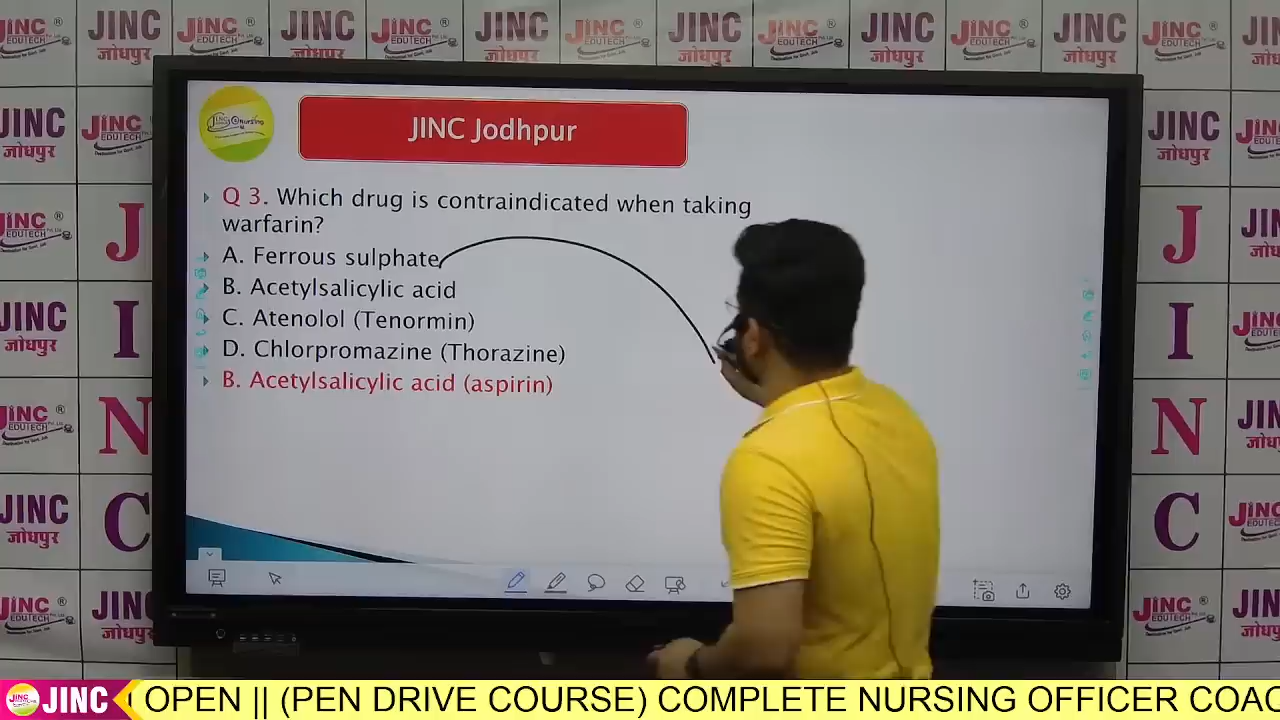 JINC
जोधपुर
JINC
EDUTECH
J
I
N
C
JINC Jodhpur
Q 3. Which drug is contraindicated when taking
warfarin?
A. Ferrous sulphate
B. Acetylsalicylic acid
C. Atenolol (Tenormin)
D. Chlorpromazine (Thorazine)
B. Acetylsalicylic acid (aspirin)
J
I
N
C
JINC OPEN || (PEN DRIVE COURSE) COMPLETE NURSING OFFICER COAC